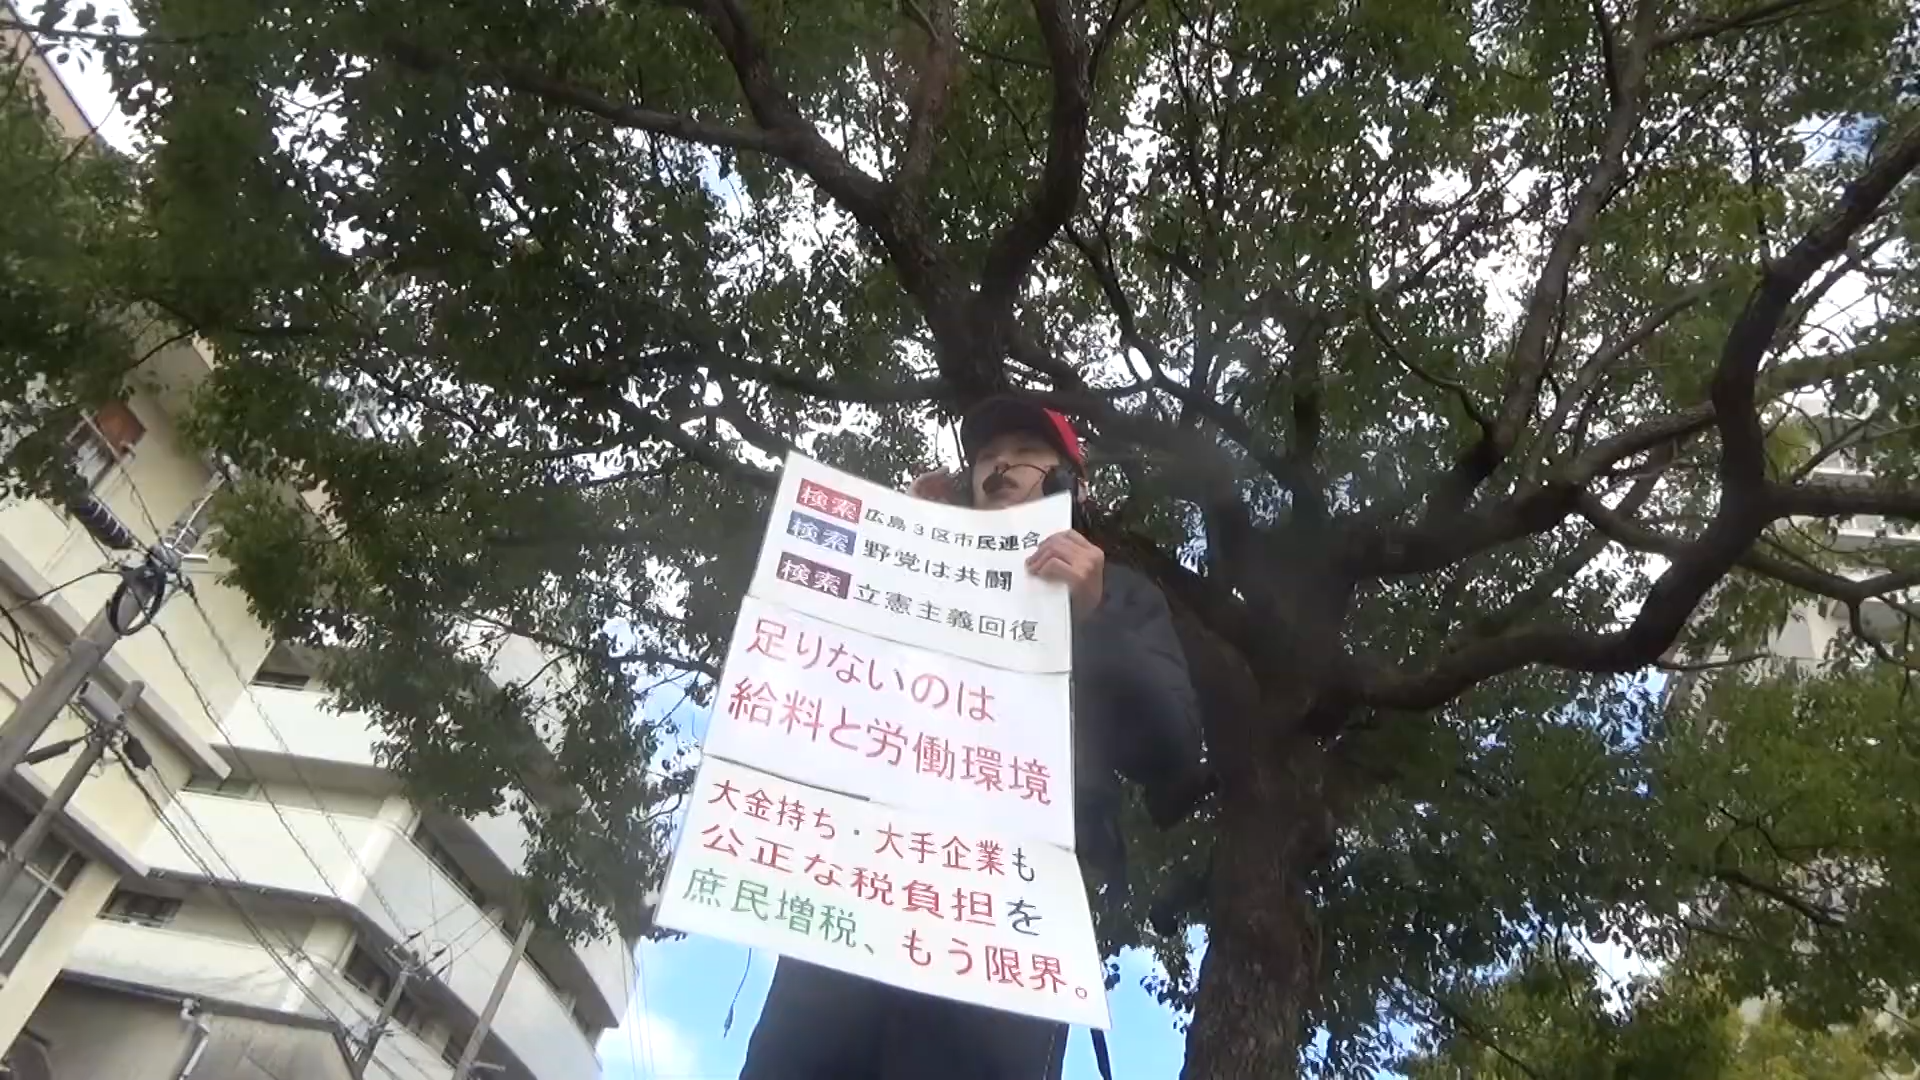 検索 広島3区市民連合
検索 野党は共闘
検索 立憲主義回復
足りないのは
給料と労働環境
大金持ち・大手企業も
公正な税負担を
庶民増税、もう限界。